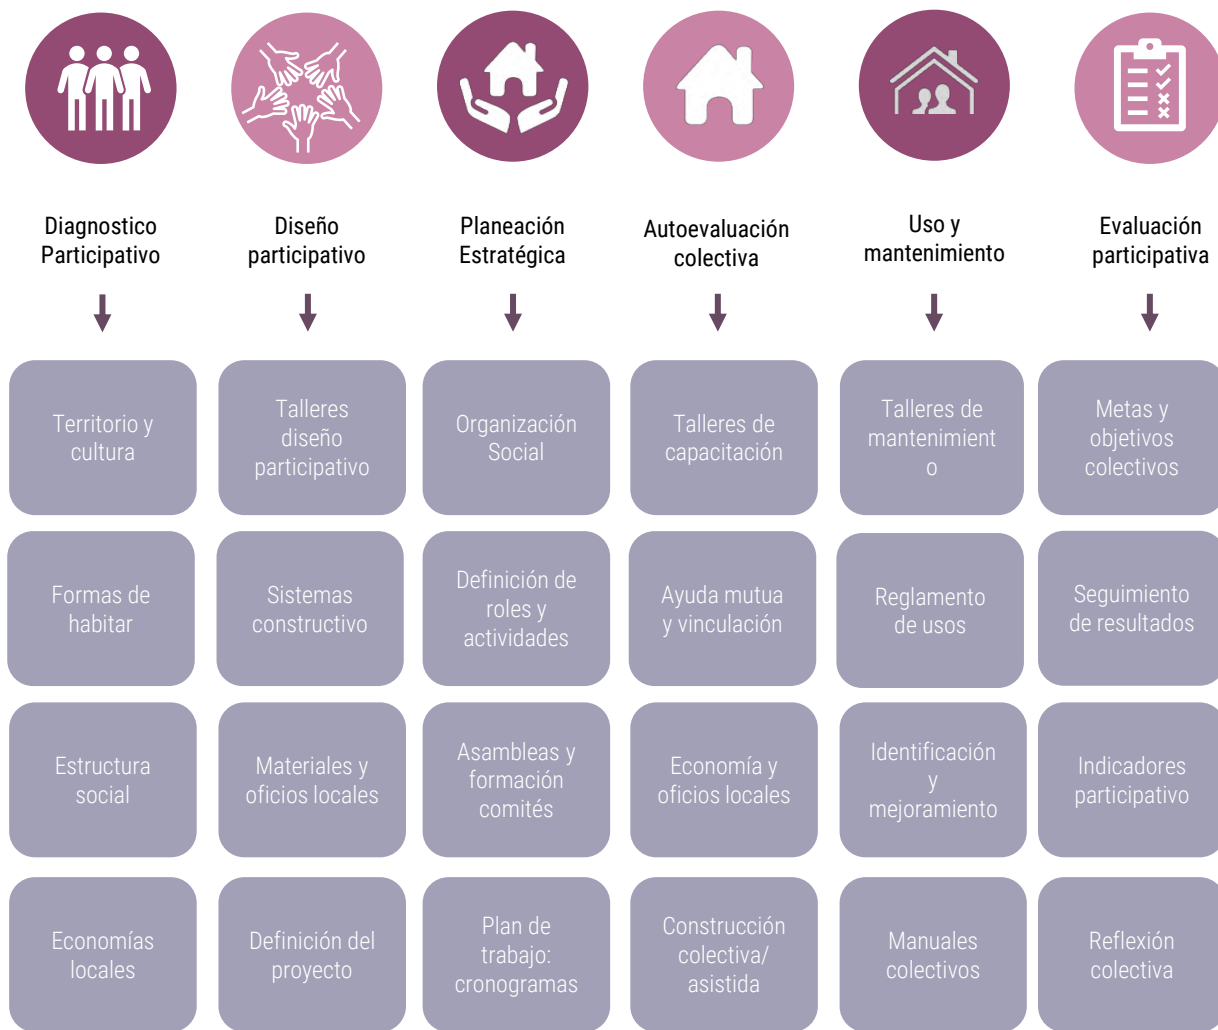 Diagnostico
Participativo
Diseño
participativo
Planeación
Estratégica
Autoevaluación
colectiva
Uso y
mantenimiento
Evaluación
participativa
Territorio y
cultura
Talleres
diseño
participativo
Organización
Social
Talleres de
capacitación
Talleres de
mantenimient
o
Metas y
objetivos
colectivos
Formas de
habitar
Sistemas
constructivo
Definición de
roles y
actividades
Ayuda mutua
y vinculación
Reglamento
de usos
Seguimiento
de resultados
Estructura
social
Materiales y
oficios locales
Asambleas y
formación
comités
Economía y
oficios locales
Identificación
y
mejoramiento
Indicadores
participativo
Economías
locales
Definición del
proyecto
Plan de
trabajo:
cronogramas
Construcción
colectiva/
asistida
Manuales
colectivos
Reflexión
colectiva